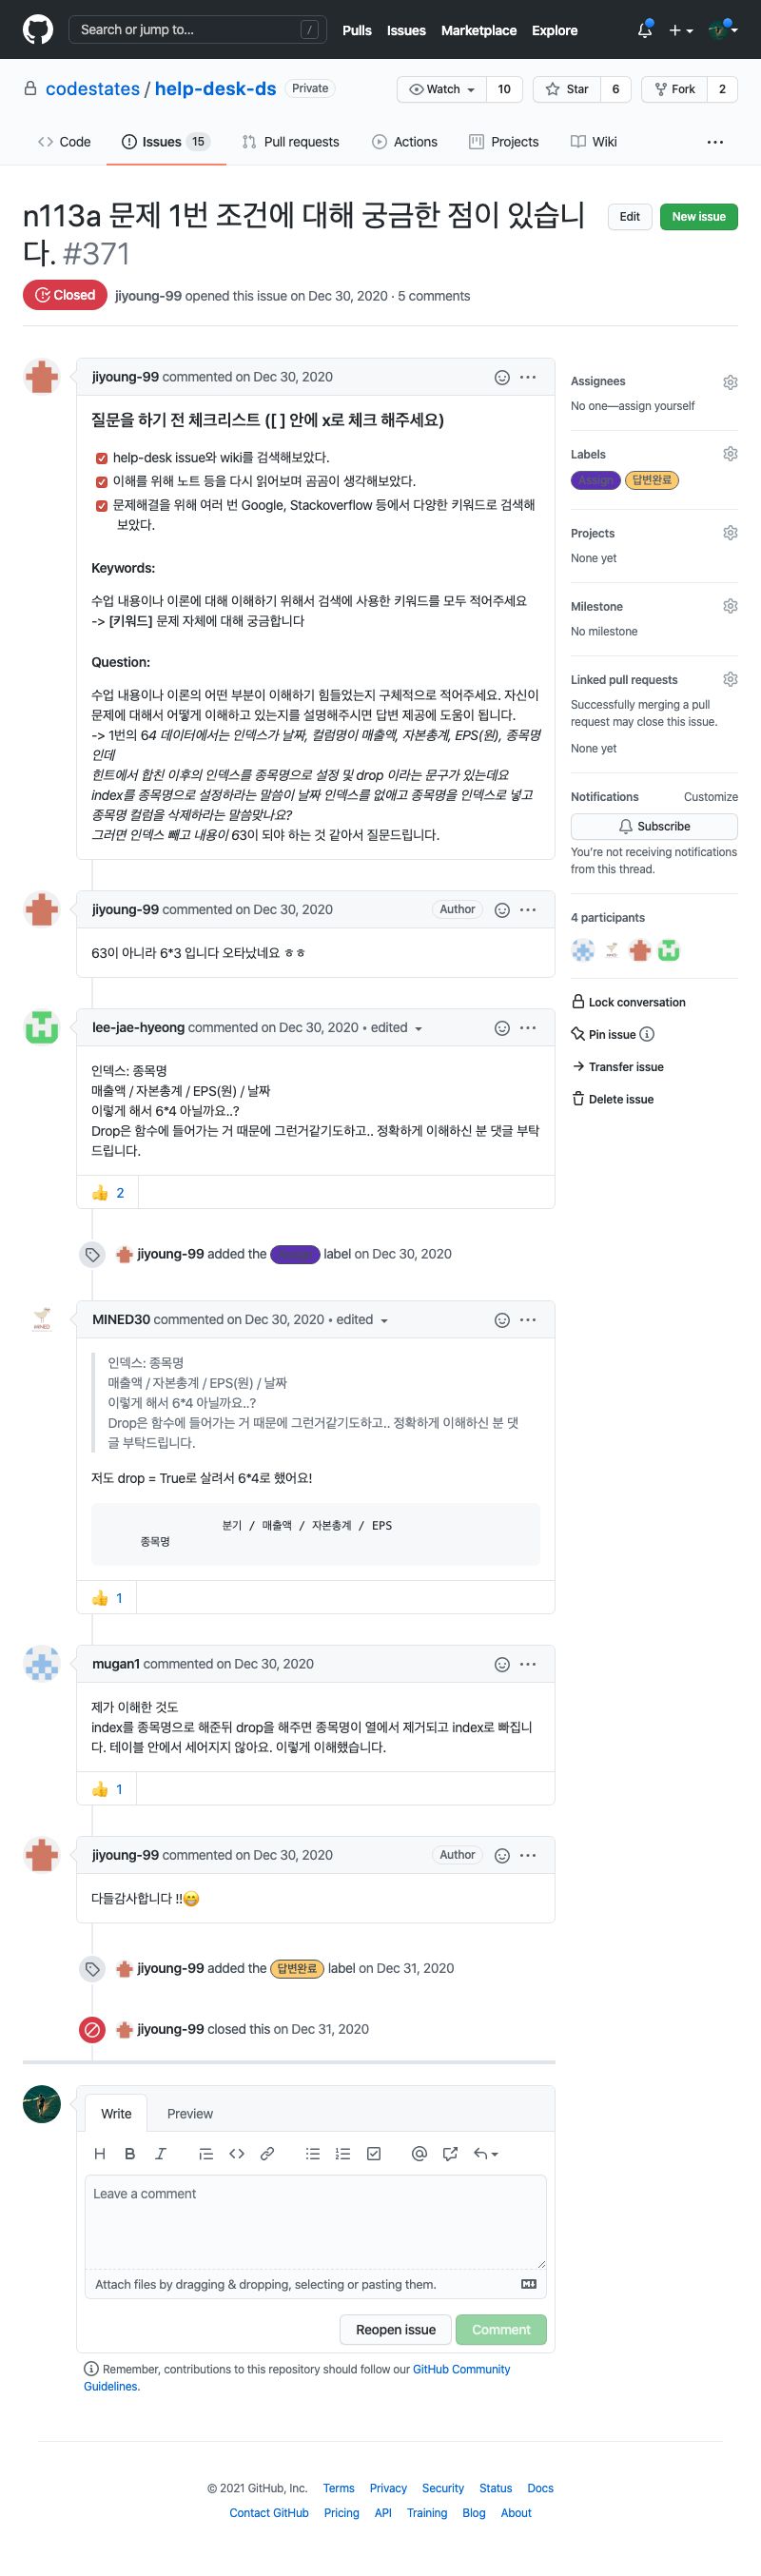 Search or jump to... /
Pulls Issues Marketplace Explore
codestates / help-desk-ds Private
Watch 10 Star 6 Fork 2
Code Issues 15 Pull requests Actions Projects Wiki
n113a 문제 1번 조건에 대해 궁금한 점이 있습니
다. #371
Edit New issue
Closed jiyoung-99 opened this issue on Dec 30, 2020 · 5 comments
jiyoung-99 commented on Dec 30, 2020
질문을 하기 전 체크리스트 ([ ] 안에 x로 체크 해주세요)
help-desk issue와 wiki를 검색해보았다.
이해를 위해 노트 등을 다시 읽어보며 곰곰이 생각해보았다.
문제해결을 위해 여러 번 Google, Stackoverflow 등에서 다양한 키워드로 검색해
보았다.
Keywords:
수업 내용이나 이론에 대해 이해하기 위해서 검색에 사용한 키워드를 모두 적어주세요
-> [키워드] 문제 자체에 대해 궁금합니다
Question:
수업 내용이나 이론의 어떤 부분이 이해하기 힘들었는지 구체적으로 적어주세요. 자신이
문제에 대해서 어떻게 이해하고 있는지를 설명해주시면 답변 제공에 도움이 됩니다.
-> 1번의 64 데이터에서는 인덱스가 날짜, 컬럼명이 매출액, 자본총계, EPS(원), 종목명
인데
힌트에서 합친 이후의 인덱스를 종목명으로 설정 및 drop 이라는 문구가 있는데요
index를 종목명으로 설정하라는 말씀이 날짜 인덱스를 없애고 종목명을 인덱스로 넣고
종목명 컬럼을 삭제하라는 말씀맞나요?
그러면 인덱스 빼고 내용이 63이 되야 하는 것 같아서 질문드립니다.
Assignees
No one—assign yourself
Labels
Assign 답변완료
Projects
None yet
Milestone
No milestone
Linked pull requests
Successfully merging a pull
request may close this issue.
None yet
Notifications Customize
Subscribe
You're not receiving notifications
from this thread.
4 participants
Lock conversation
Pin issue
Transfer issue
Delete issue
jiyoung-99 commented on Dec 30, 2020 Author
63이 아니라 6*3 입니다 오타났네요 ㅎㅎ
lee-jae-hyeong commented on Dec 30, 2020 • edited
인덱스: 종목명
매출액 / 자본총계 / EPS(원) / 날짜
이렇게 해서 6*4 아닐까요..?
Drop은 함수에 들어가는 거 때문에 그런거같기도하고.. 정확하게 이해하신 분 댓글 부탁
드립니다.
2
jiyoung-99 added the label on Dec 30, 2020
MINED30 commented on Dec 30, 2020 • edited
인덱스: 종목명
매출액 / 자본총계 / EPS(원) / 날짜
이렇게 해서 6*4 아닐까요..?
Drop은 함수에 들어가는 거 때문에 그런거같기도하고.. 정확하게 이해하신 분 댓
글 부탁드립니다.
저도 drop = True로 살려서 6*4로 했어요!
분기 / 매출액 / 자본총계 / EPS
종목명
1
mugan1 commented on Dec 30, 2020
제가 이해한 것도
index를 종목명으로 해준뒤 drop을 해주면 종목명이 열에서 제거되고 index로 빠집니
다. 테이블 안에서 세어지지 않아요. 이렇게 이해했습니다.
1
jiyoung-99 commented on Dec 30, 2020 Author
다들감사합니다 !!😁
jiyoung-99 added the 답변완료 label on Dec 31, 2020
jiyoung-99 closed this on Dec 31, 2020
Write Preview
Leave a comment
Attach files by dragging & dropping, selecting or pasting them.
Reopen issue Comment
Remember, contributions to this repository should follow our GitHub Community
Guidelines.
© 2021 GitHub, Inc. Terms Privacy Security Status Docs
Contact GitHub Pricing API Training Blog About